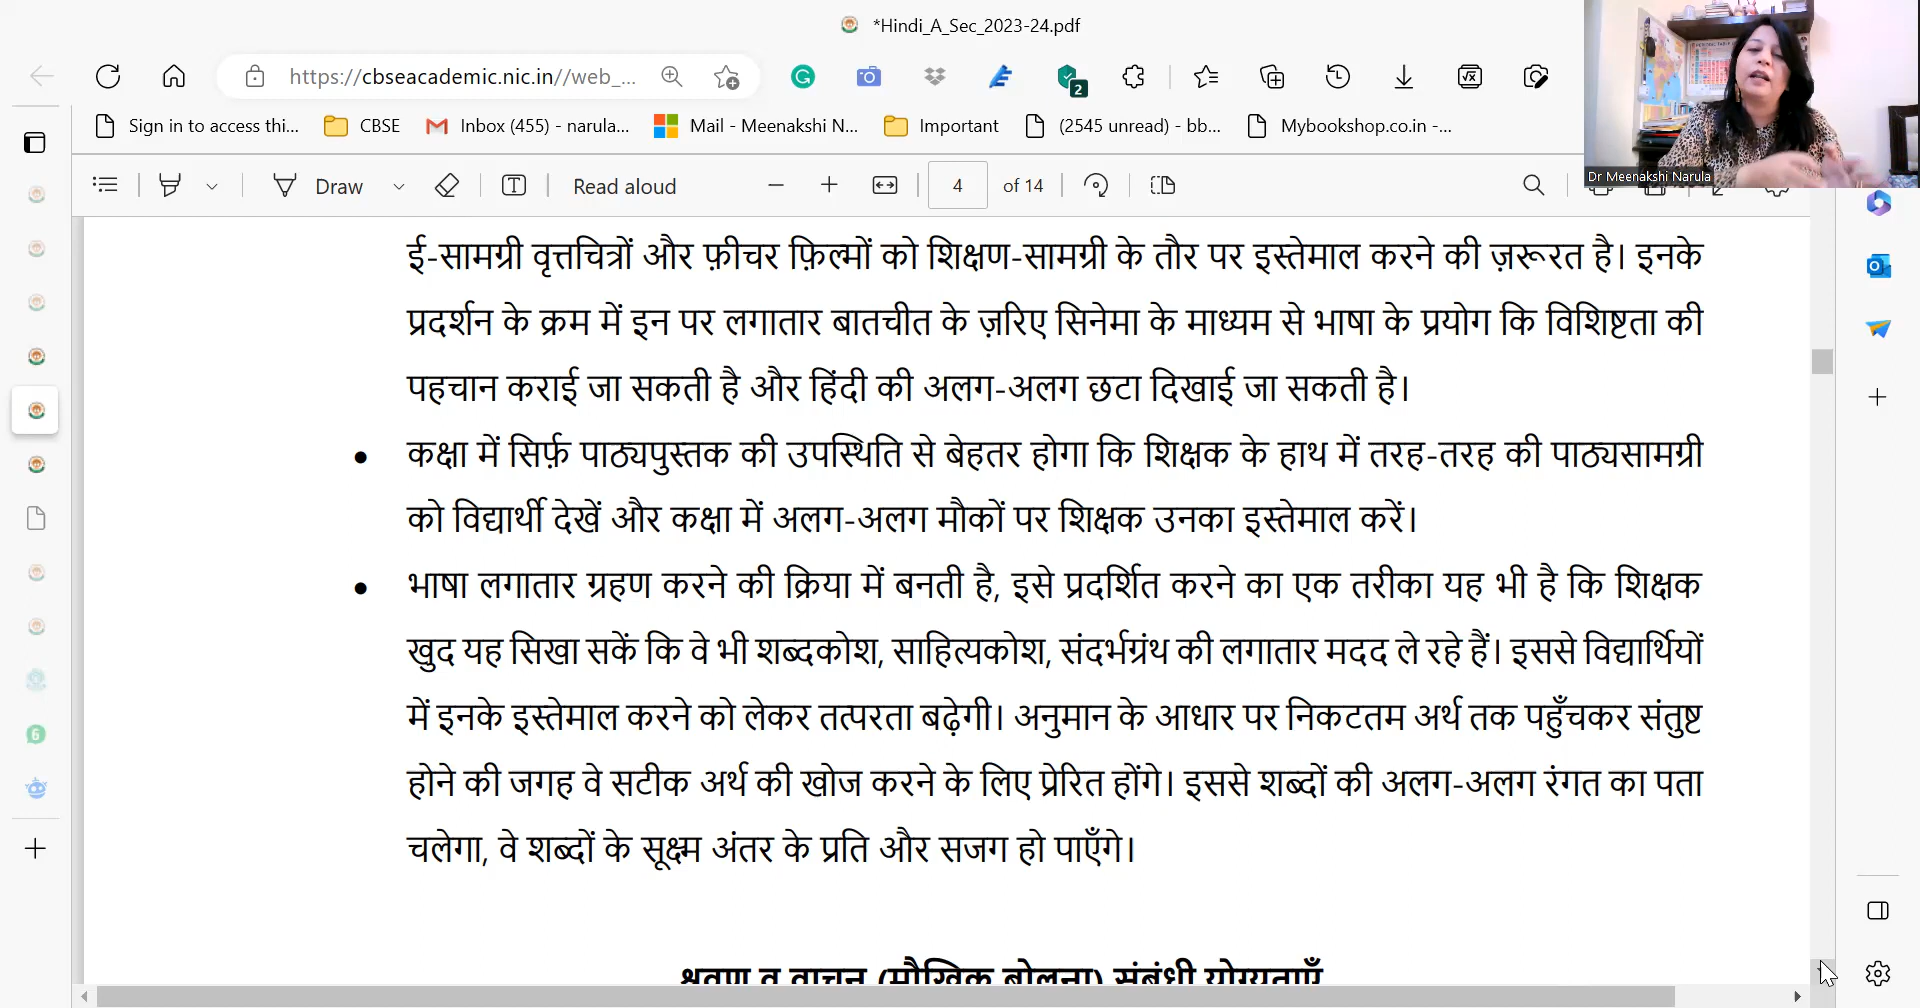 *Hindi_A_Sec_2023-24.pdf
https://cbseacademic.nic.in//web_...
2
Sign in to access thi...
CBSE
Inbox (455) - narula...
Mail - Meenakshi N...
Important
(2545 unread) - bb...
Mybookshop.co.in -...
Dr Meenakshi Narula
Draw
Read aloud
4
of 14
ई-सामग्री वृत्तचित्रों और फ़ीचर फ़िल्मों को शिक्षण-सामग्री के तौर पर इस्तेमाल करने की ज़रूरत है। इनके
प्रदर्शन के क्रम में इन पर लगातार बातचीत के ज़रिए सिनेमा के माध्यम से भाषा के प्रयोग कि विशिष्टता की
पहचान कराई जा सकती है और हिंदी की अलग-अलग छटा दिखाई जा सकती है।
• कक्षा में सिर्फ़ पाठ्यपुस्तक की उपस्थिति से बेहतर होगा कि शिक्षक के हाथ में तरह-तरह की पाठ्यसामग्री
को विद्यार्थी देखें और कक्षा में अलग-अलग मौकों पर शिक्षक उनका इस्तेमाल करें।
• भाषा लगातार ग्रहण करने की क्रिया में बनती है, इसे प्रदर्शित करने का एक तरीका यह भी है कि शिक्षक
खुद यह सिखा सकें कि वे भी शब्दकोश, साहित्यकोश, संदर्भग्रंथ की लगातार मदद ले रहे हैं। इससे विद्यार्थियों
में इनके इस्तेमाल करने को लेकर तत्परता बढ़ेगी। अनुमान के आधार पर निकटतम अर्थ तक पहुँचकर संतुष्ट
होने की जगह वे सटीक अर्थ की खोज करने के लिए प्रेरित होंगे। इससे शब्दों की अलग-अलग रंगत का पता
चलेगा, वे शब्दों के सूक्ष्म अंतर के प्रति और सजग हो पाएँगे।
श्रवण व वाचन (मौखिक बोलना) संबंधी योग्यताएँ